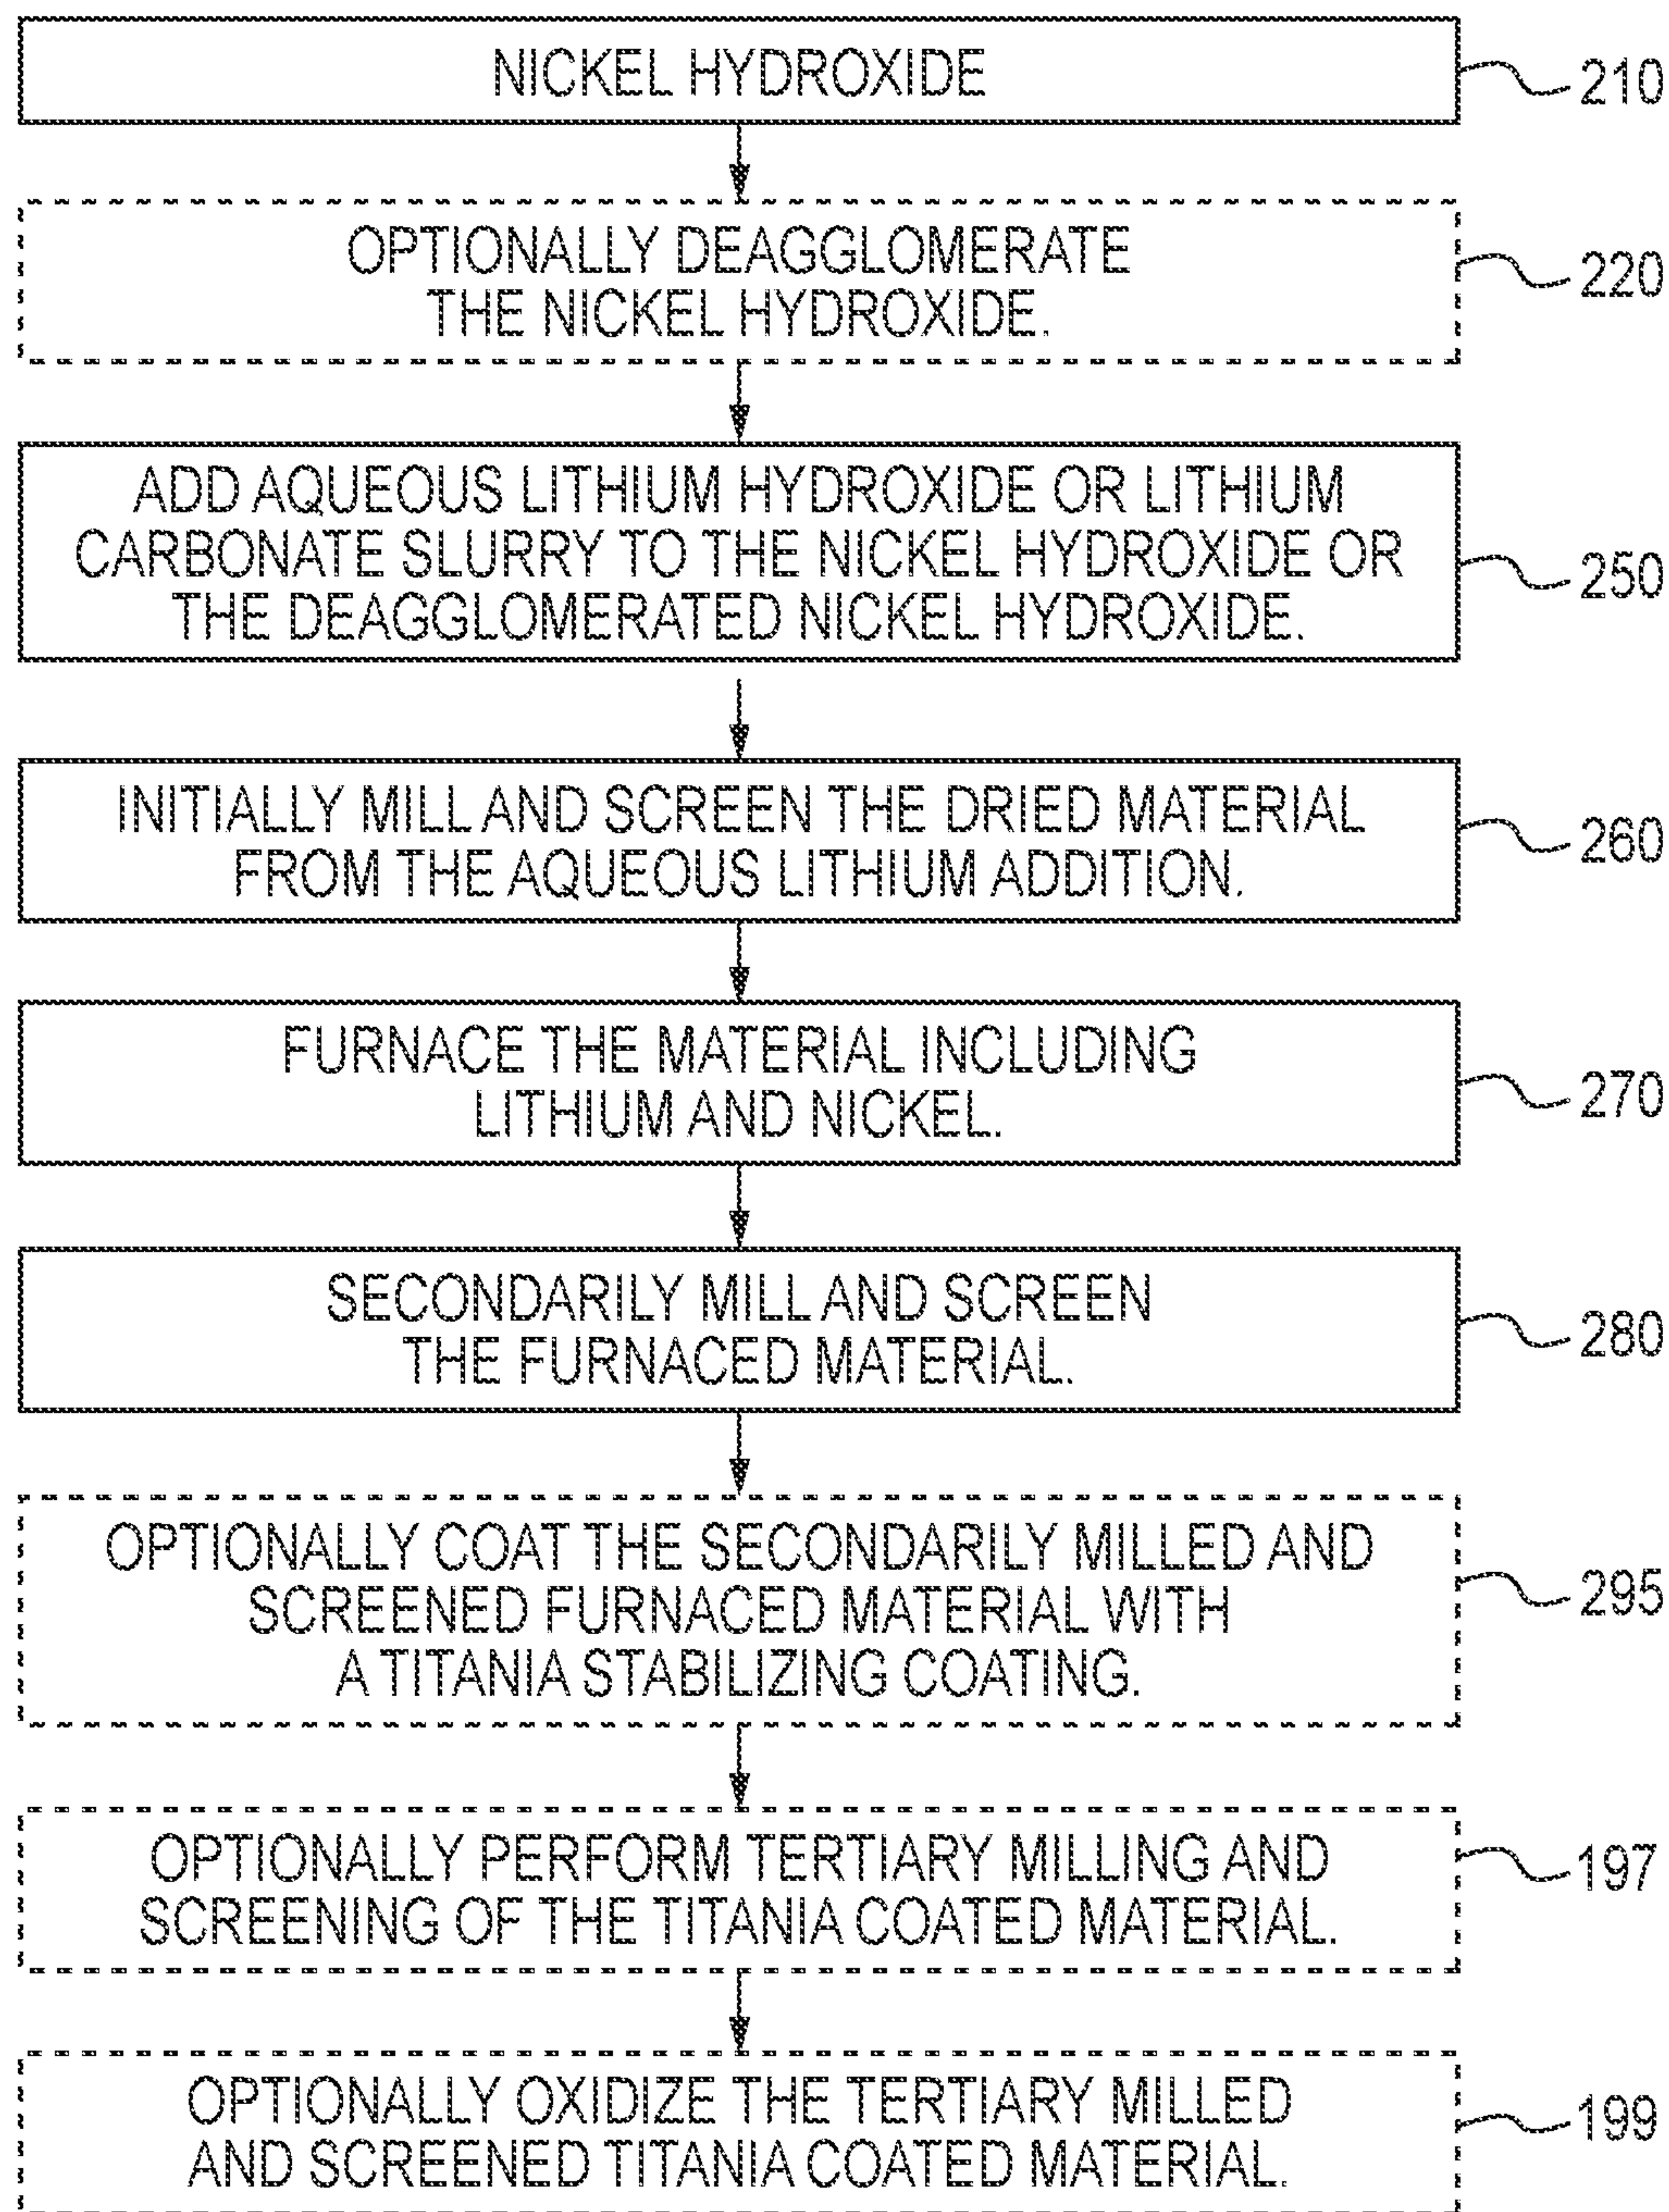 NICKEL HYDROXIDE
210
OPTIONALLY DEAGGLOMERATE
THE NICKEL HYDROXIDE.
220
ADD AQUEOUS LITHIUM HYDROXIDE OR LITHIUM
CARBONATE SLURRY TO THE NICKEL HYDROXIDE OR
THE DEAGGLOMERATED NICKEL HYDROXIDE.
250
INITIALLY MILL AND SCREEN THE DRIED MATERIAL
FROM THE AQUEOUS LITHIUM ADDITION.
260
FURNACE THE MATERIAL INCLUDING
LITHIUM AND NICKEL.
270
SECONDARILY MILL AND SCREEN
THE FURNACED MATERIAL.
280
OPTIONALLY COAT THE SECONDARILY MILLED AND
SCREENED FURNACED MATERIAL WITH
A TITANIA STABILIZING COATING.
295
OPTIONALLY PERFORM TERTIARY MILLING AND
SCREENING OF THE TITANIA COATED MATERIAL.
197
OPTIONALLY OXIDIZE THE TERTIARY MILLED
AND SCREENED TITANIA COATED MATERIAL.
199